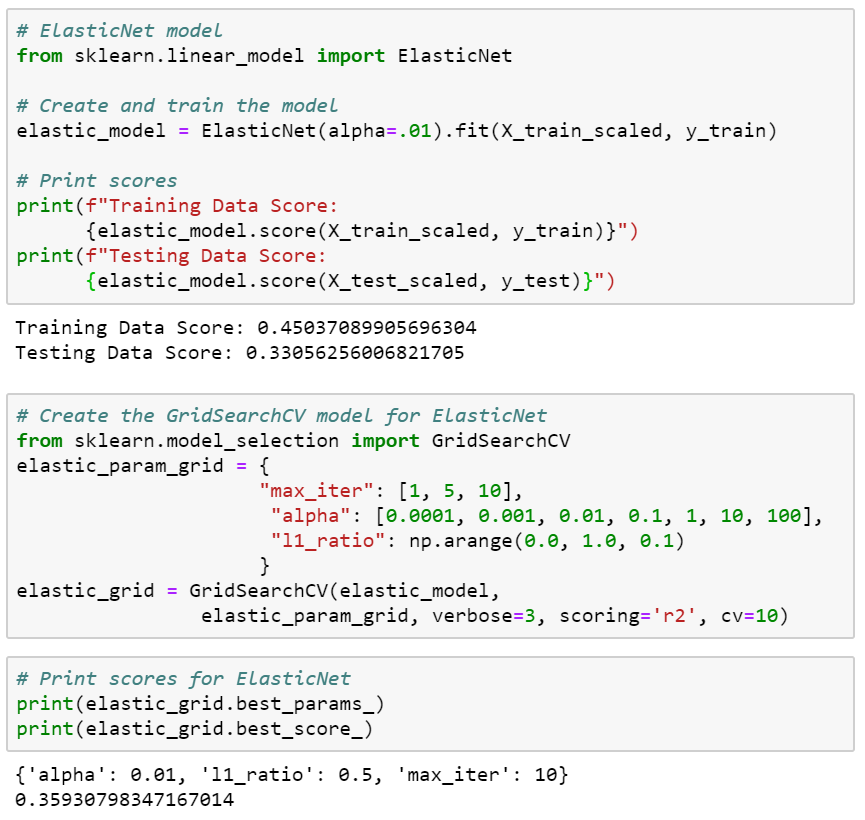 # ElasticNet model
from sklearn.linear_model import ElasticNet
# Create and train the model
elastic_model = ElasticNet(alpha=.01).fit(X_train_scaled, y_train)
# Print scores
print(f"Training Data Score:
{elastic_model.score(X_train_scaled, y_train)}")
print(f"Testing Data Score:
{elastic_model.score(X_test_scaled, y_test)}")
Training Data Score: 0.45037089905696304
Testing Data Score: 0.33056256006821705
# Create the GridSearchCV model for ElasticNet
from sklearn.model_selection import GridSearchCV
elastic_param_grid = {
"max_iter": [1, 5, 10],
"alpha": [0.0001, 0.001, 0.01, 0.1, 1, 10, 100],
"l1_ratio": np.arange(0.0, 1.0, 0.1)
}
elastic_grid = GridSearchCV(elastic_model,
elastic_param_grid, verbose=3, scoring='r2', cv=10)
# Print scores for ElasticNet
print(elastic_grid.best_params_)
print(elastic_grid.best_score_)
{'alpha': 0.01, 'l1_ratio': 0.5, 'max_iter': 10}
0.35930798347167014